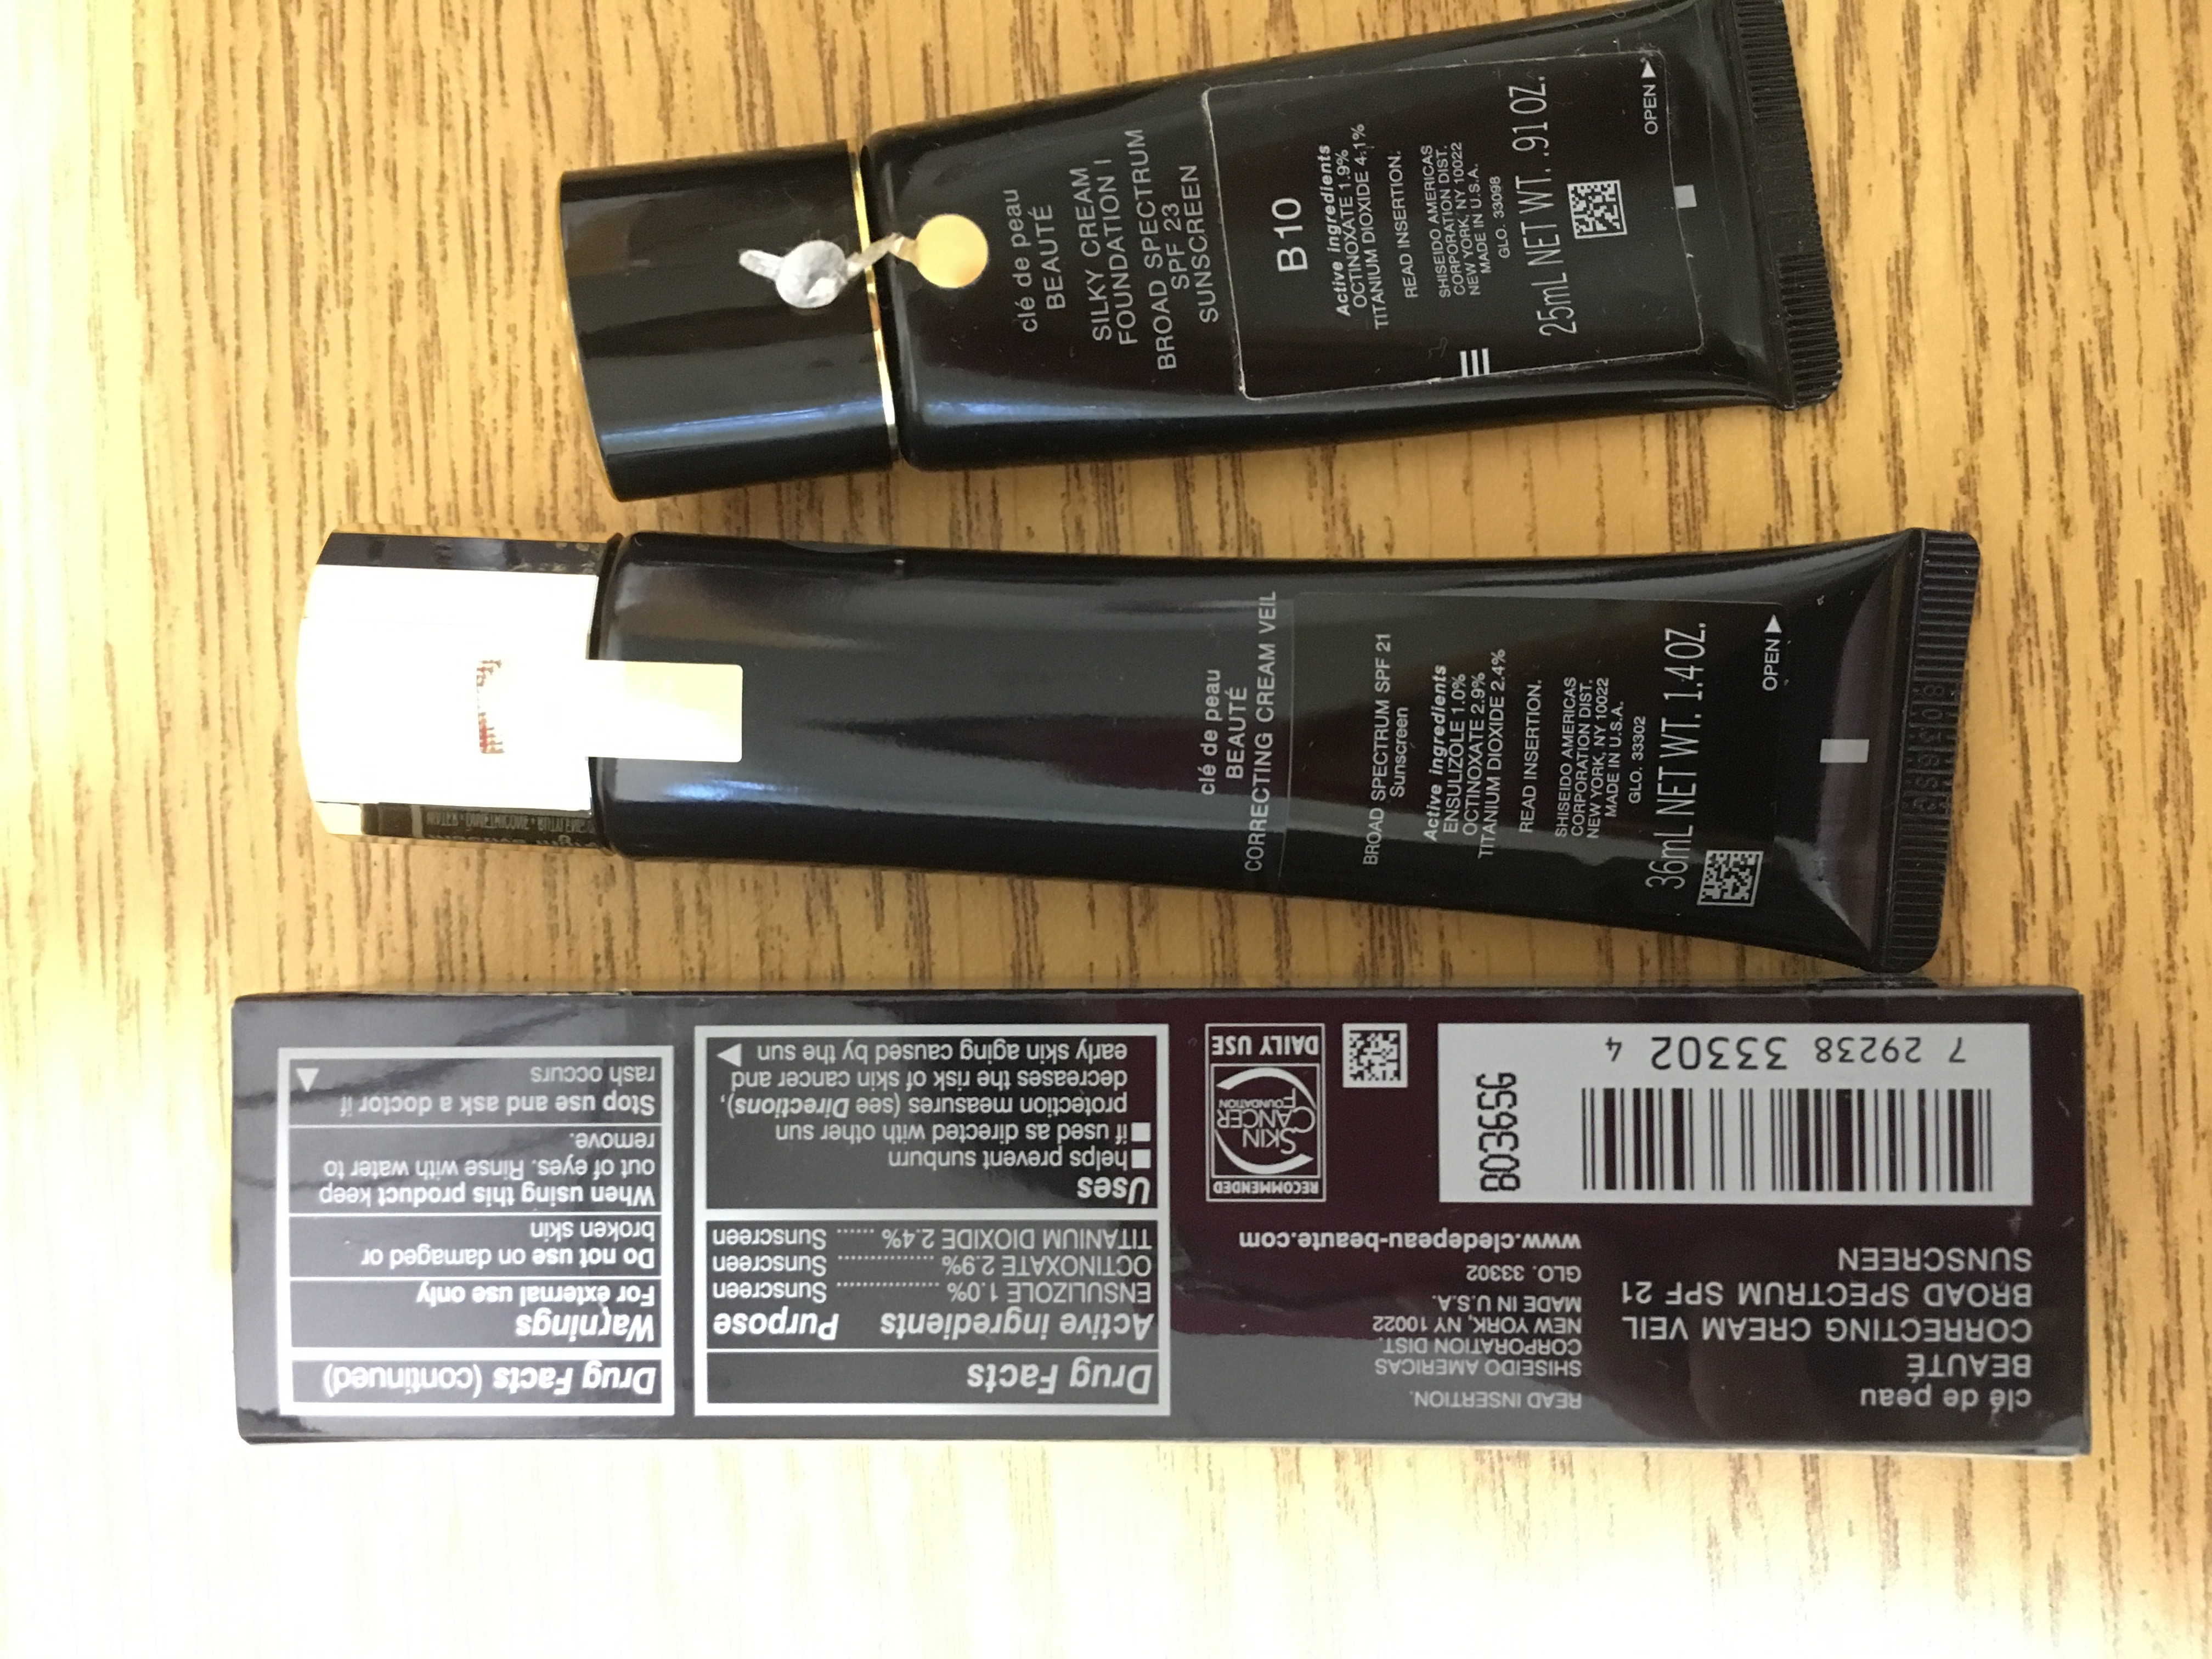 clé de peau
BEAUTÉ
SILKY CREAM
FOUNDATION I
BROAD SPECTRUM
SPF 23
SUNSCREEN
B10
Active ingredients
OCTINOXATE 1.9%
TITANIUM DIOXIDE 4.1%
READ INSERTION.
SHISEIDO AMERICAS
CORPORATION DIST.
NEW YORK, NY 10022
MADE IN U.S.A.
GLO. 33098
25mL NET WT. .91 OZ.
OPEN ▶
clé de peau
BEAUTÉ
CORRECTING CREAM VEIL
BROAD SPECTRUM SPF 21
Sunscreen
Active ingredients
ENSULIZOLE 1.0%
OCTINOXATE 2.9%
TITANIUM DIOXIDE 2.4%
READ INSERTION.
SHISEIDO AMERICAS
CORPORATION DIST.
NEW YORK, NY 10022
MADE IN U.S.A.
GLO. 33302
36mL NET WT. 1.4 OZ.
OPEN ▶
clé de peau
BEAUTÉ
CORRECTING CREAM VEIL
BROAD SPECTRUM SPF 21
SUNSCREEN
READ INSERTION.
SHISEIDO AMERICAS
CORPORATION DIST.
NEW YORK, NY 10022
MADE IN U.S.A.
GLO. 33302
www.cledepeau-beaute.com
8036SG
7 29238 33302 4
RECOMMENDED
SKIN
CANCER
FOUNDATION
DAILY USE
Drug Facts
Active ingredients Purpose
ENSULIZOLE 1.0% ........ Sunscreen
OCTINOXATE 2.9% ........ Sunscreen
TITANIUM DIOXIDE 2.4% ...... Sunscreen
Uses
■ helps prevent sunburn
■ if used as directed with other sun
protection measures (see Directions),
decreases the risk of skin cancer and
early skin aging caused by the sun ▶
Drug Facts (continued)
Warnings
For external use only
Do not use on damaged or
broken skin
When using this product keep
out of eyes. Rinse with water to
remove.
Stop use and ask a doctor if
rash occurs